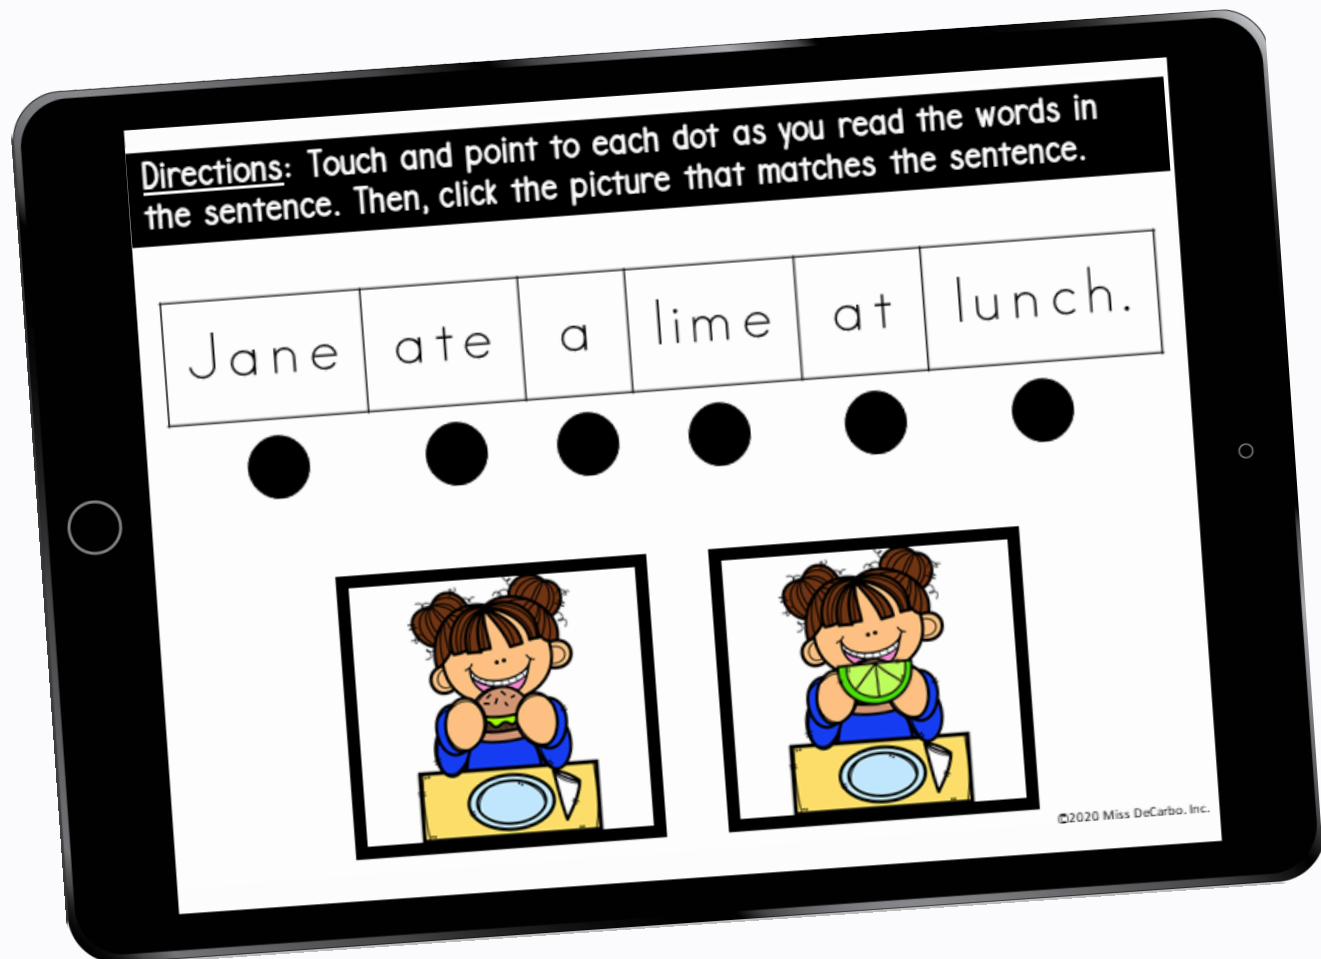 Directions: Touch and point to each dot as you read the words in
the sentence. Then, click the picture that matches the sentence.
Jane ate a lime at lunch.
©2020 Miss DeCarbo, Inc.